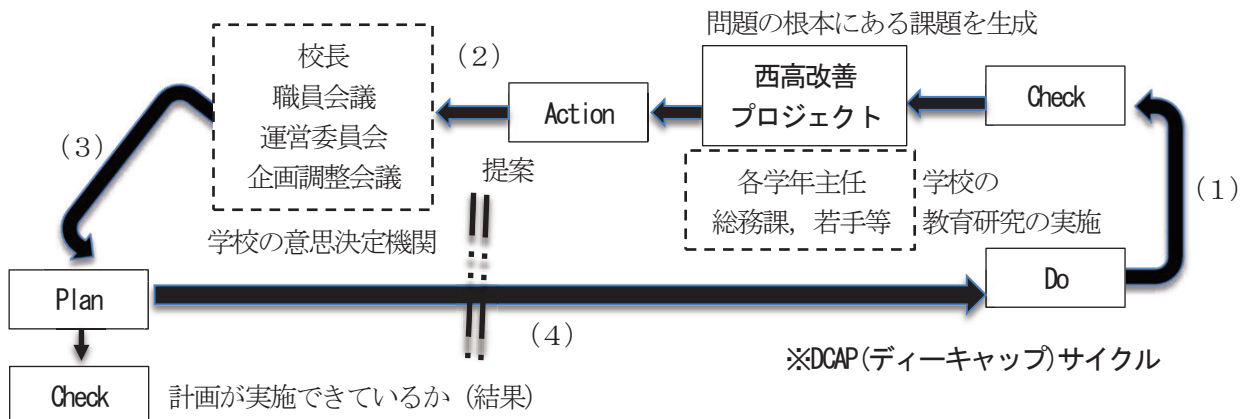 問題の根本にある課題を生成
校長
職員会議
運営委員会
企画調整会議
(2)
Action
西高改善
プロジェクト
Check
(3)
提案
各学年主任
総務課,若手等
学校の
教育研究の実施
(1)
学校の意思決定機関
Plan
Do
(4)
※DCAP(ディーキャップ)サイクル
Check
計画が実施できているか(結果)